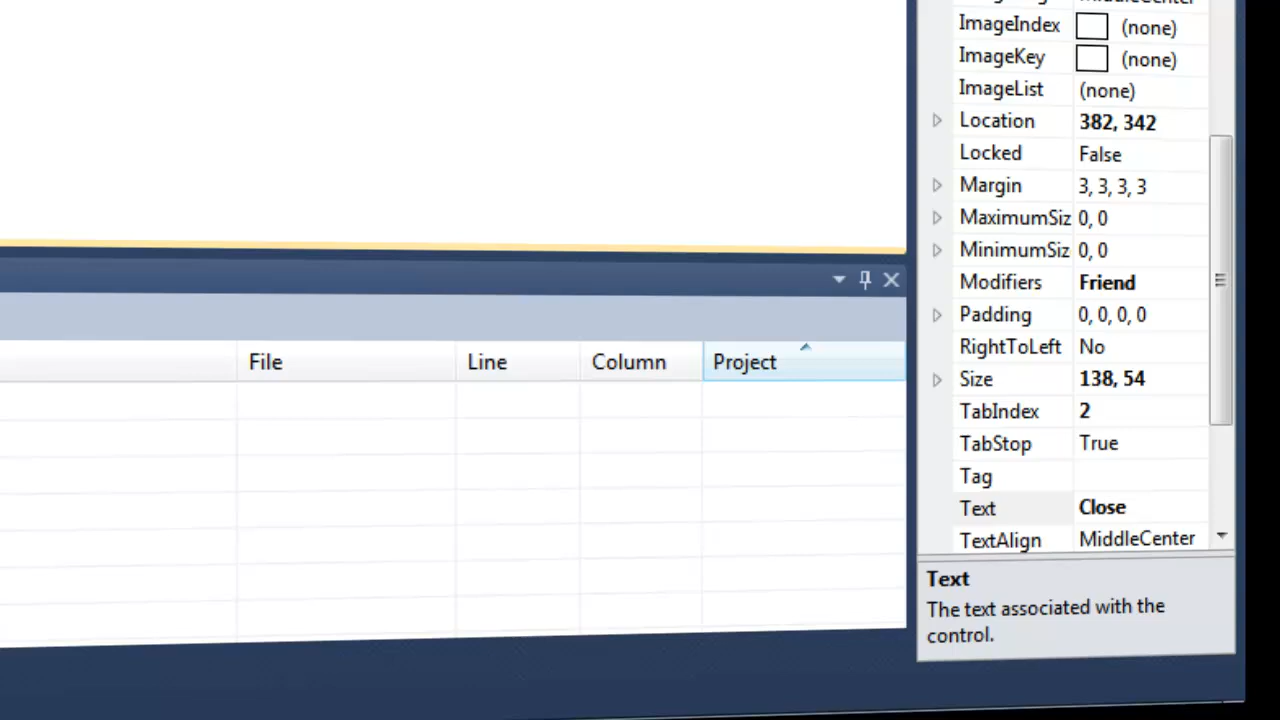 ImageIndex (none)
ImageKey (none)
ImageList (none)
Location 382, 342
Locked False
Margin 3, 3, 3, 3
MaximumSiz 0, 0
MinimumSiz 0, 0
Modifiers Friend
Padding 0, 0, 0, 0
RightToLeft No
Size 138, 54
TabIndex 2
TabStop True
Tag
Text Close
TextAlign MiddleCenter
Text
The text associated with the
control.
File Line Column Project